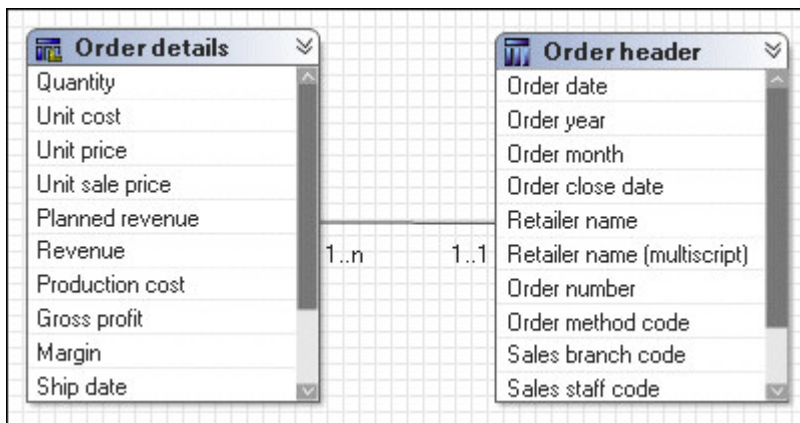 Order details
Quantity
Unit cost
Unit price
Unit sale price
Planned revenue
Revenue
Production cost
Gross profit
Margin
Ship date
1..n
1..1
Order header
Order date
Order year
Order month
Order close date
Retailer name
Retailer name (multiscript)
Order number
Order method code
Sales branch code
Sales staff code